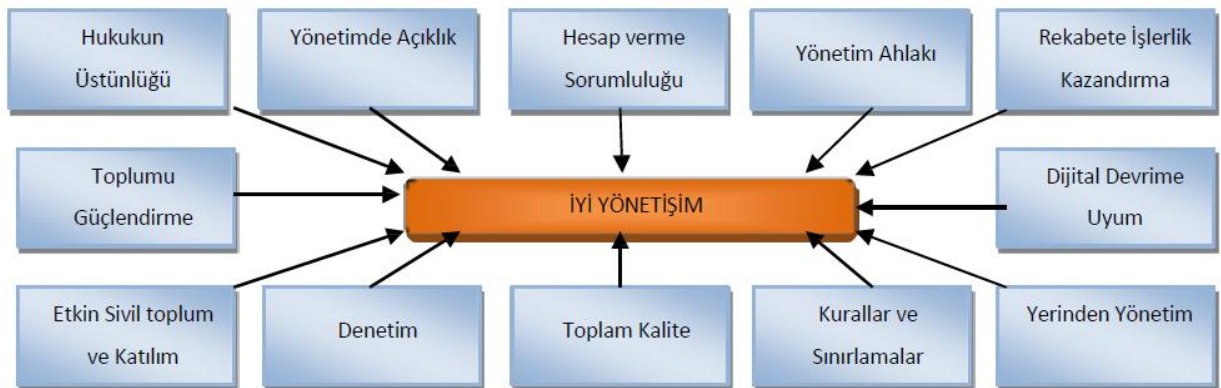 Hukukun
Üstünlüğü
Yönetimde Açıklık
Hesap verme
Sorumluluğu
Yönetim Ahlakı
Rekabete İşlerlik
Kazandırma
Toplumu
Güçlendirme
İYİ YÖNETİŞİM
Dijital Devrime
Uyum
Etkin Sivil toplum
ve Katılım
Denetim
Toplam Kalite
Kurallar ve
Sınırlamalar
Yerinden Yönetim